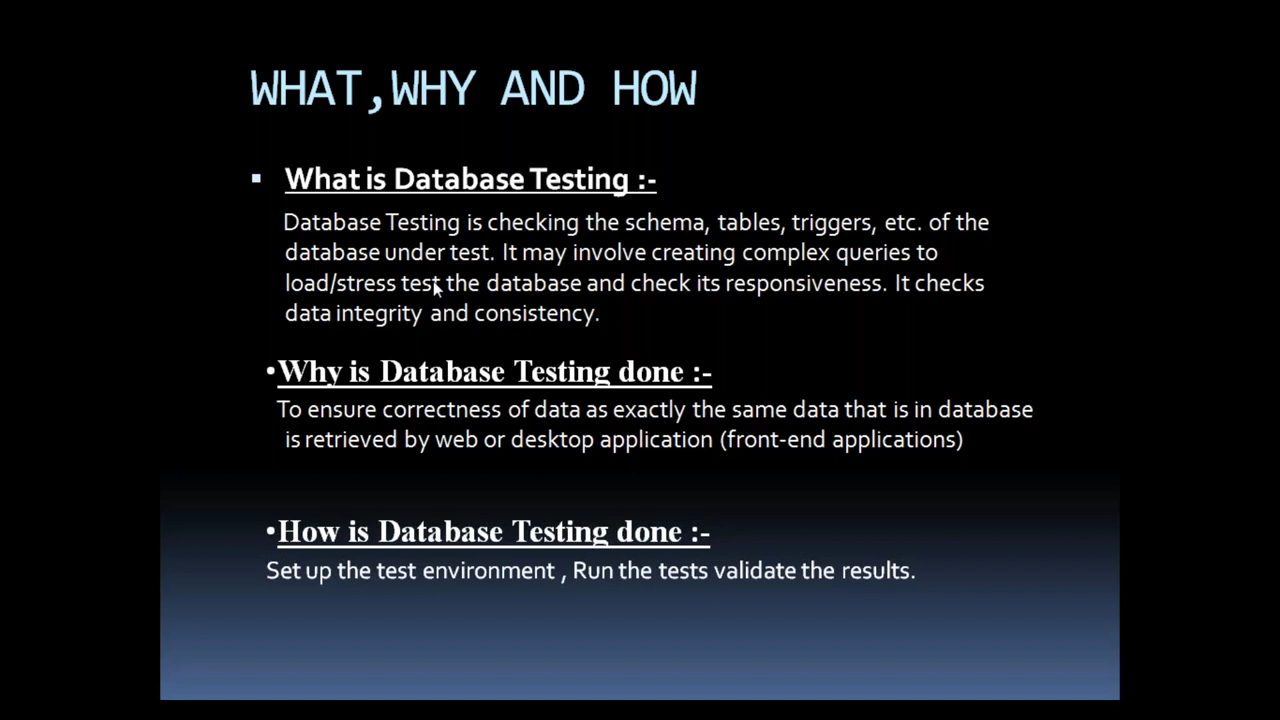 WHAT,WHY AND HOW
▪ What is Database Testing :-
Database Testing is checking the schema, tables, triggers, etc. of the
database under test. It may involve creating complex queries to
load/stress test the database and check its responsiveness. It checks
data integrity and consistency.
•Why is Database Testing done :-
To ensure correctness of data as exactly the same data that is in database
is retrieved by web or desktop application (front-end applications)
•How is Database Testing done :-
Set up the test environment , Run the tests validate the results.